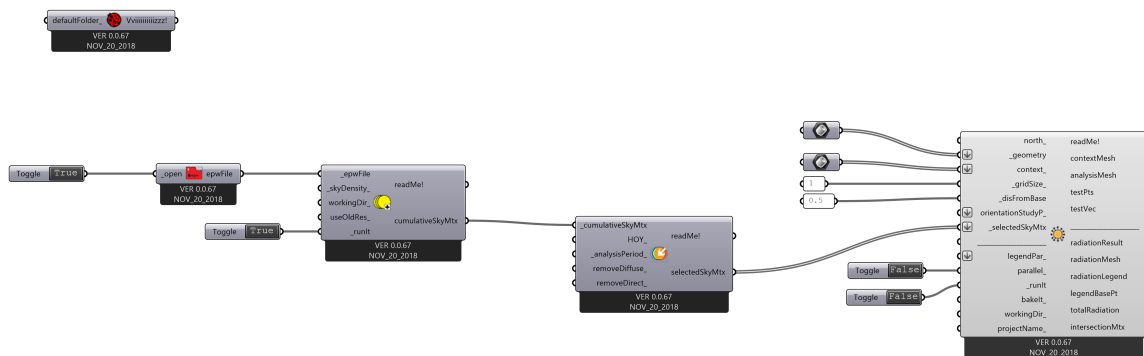 defaultFolder_ Vviiiiiiiiiizzz!
VER 0.0.67
NOV_20_2018
Toggle True
_open epwFile
VER 0.0.67
NOV_20_2018
Toggle True
_epwFile
_skyDensity_
workingDir_
useOldRes_
_runIt
readMe!
cumulativeSkyMtx
VER 0.0.67
NOV_20_2018
_cumulativeSkyMtx
HOY_
_analysisPeriod_
removeDiffuse_
removeDirect_
readMe!
selectedSkyMtx
VER 0.0.67
NOV_20_2018
1
0.5
Toggle False
Toggle False
north_
_geometry
context_
_gridSize_
_disFromBase
orientationStudyP_
_selectedSkyMtx
legendPar_
parallel_
_runIt
bakeIt_
workingDir_
projectName_
readMe!
contextMesh
analysisMesh
testPts
testVec
radiationResult
radiationMesh
radiationLegend
legendBasePt
totalRadiation
intersectionMtx
VER 0.0.67
NOV_20_2018